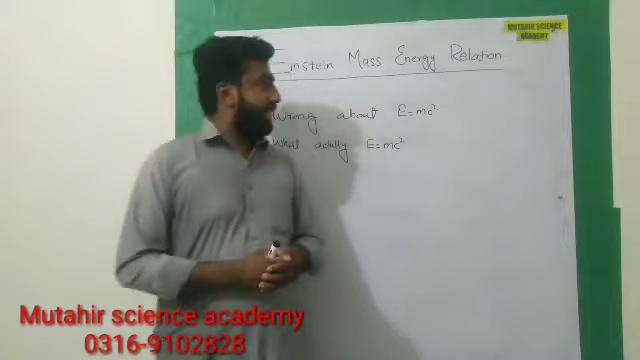 MUTAHIR SCIENCE
ACADEMY
Einstein Mass Energy Relation
Wrong about E=mc²
What actully E=mc²
Mutahir science academy
0316-9102828